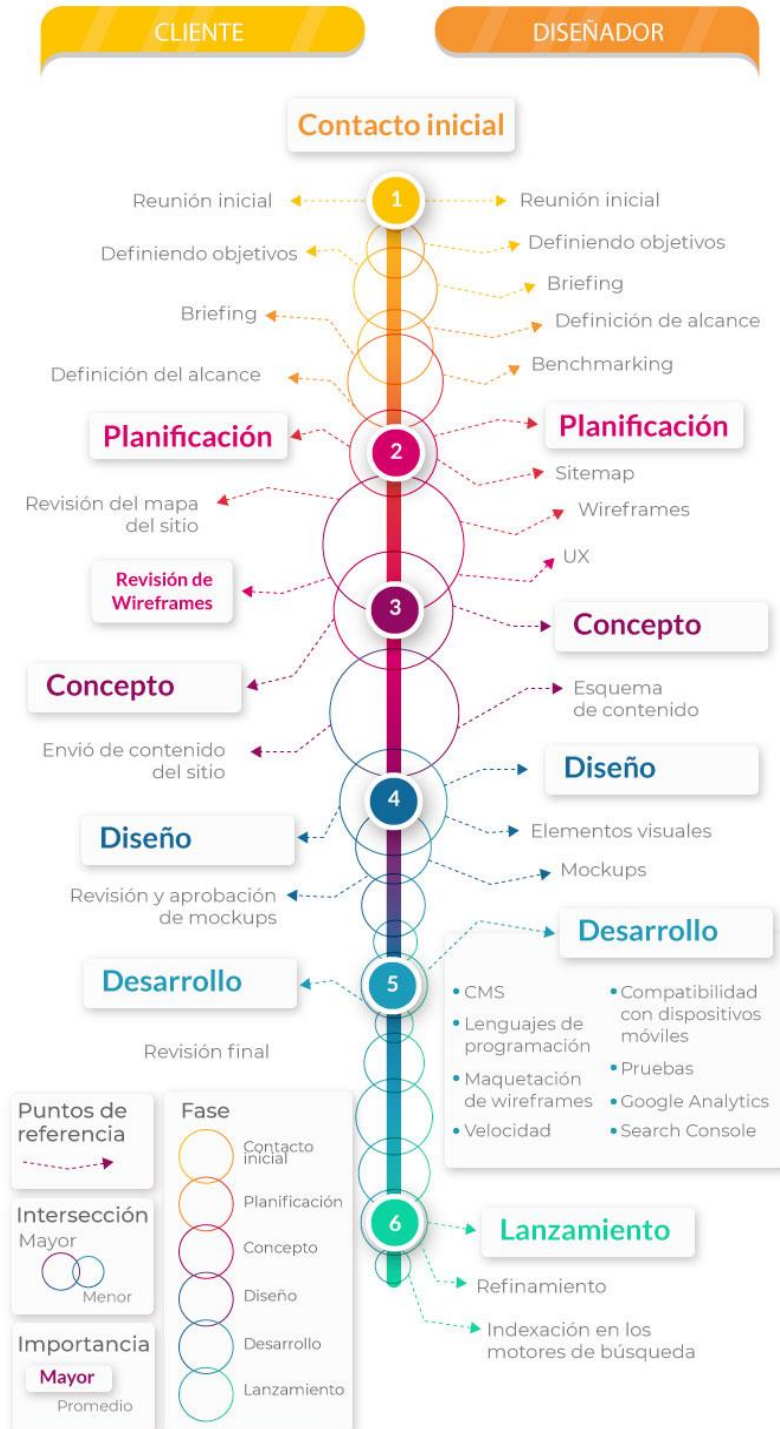 CLIENTE
DISEÑADOR
Contacto inicial
1
Reunión inicial
Reunión inicial
Definiendo objetivos
Definiendo objetivos
Briefing
Briefing
Definición de alcance
Benchmarking
Definición del alcance
Planificación
2
Planificación
Sitemap
Revisión del mapa
del sitio
Wireframes
UX
Revisión de
Wireframes
3
Concepto
Concepto
Esquema
de contenido
Envió de contenido
del sitio
Diseño
4
Diseño
Elementos visuales
Revisión y aprobación
de mockups
Mockups
Desarrollo
5
Desarrollo
• CMS
• Lenguajes de
programación
• Maquetación
de wireframes
• Velocidad
• Compatibilidad
con dispositivos
móviles
• Pruebas
• Google Analytics
• Search Console
Revisión final
Puntos de
referencia
Intersección
Mayor
Menor
Importancia
Mayor
Promedio
Fase
Contacto
inicial
Planificación
Concepto
Diseño
Desarrollo
Lanzamiento
6
Lanzamiento
Refinamiento
Indexación en los
motores de búsqueda